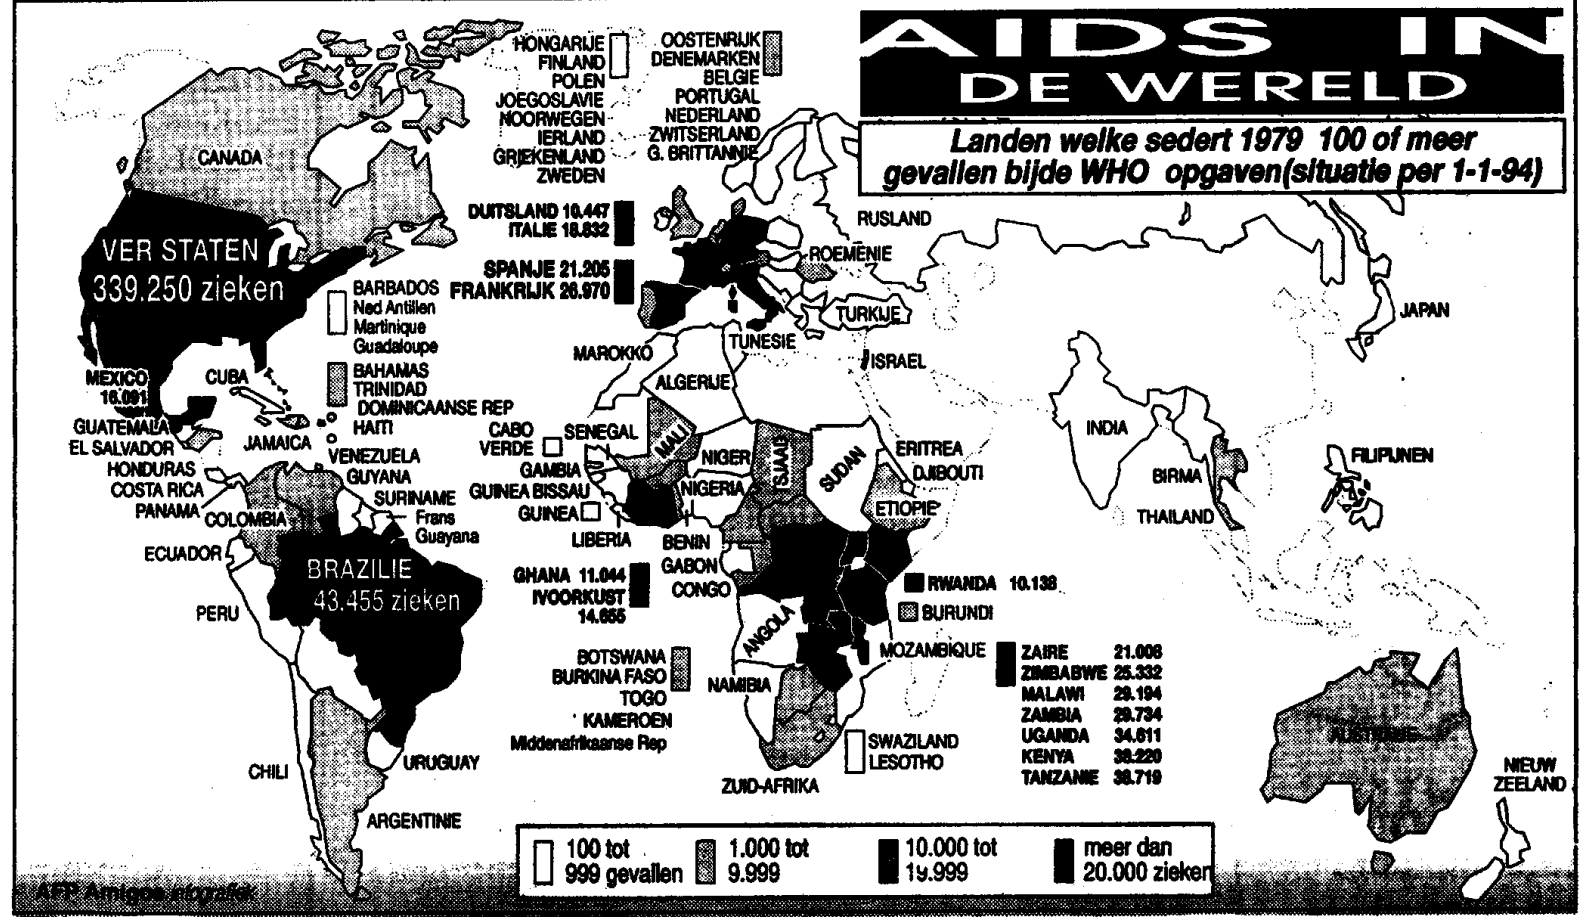 AIDS IN
DE WERELD
Landen welke sedert 1979 100 of meer
gevallen bijde WHO opgaven(situatie per 1-1-94)
HONGARIJE
FINLAND
POLEN
JOEGOSLAVIE
NOORWEGEN
IERLAND
GRIEKENLAND
ZWEDEN
OOSTENRIJK
DENEMARKEN
BELGIE
PORTUGAL
NEDERLAND
ZWITSERLAND
G. BRITTANNIE
DUITSLAND 10.447
ITALIE 18.832
SPANJE 21.205
FRANKRIJK 26.970
CANADA
VER STATEN
339.250 zieken
BARBADOS
Ned Antillen
Martinique
Guadaloupe
BAHAMAS
TRINIDAD
DOMINICAANSE REP
HAITI
MEXICO
16.091
CUBA
GUATEMALA
EL SALVADOR
JAMAICA
HONDURAS
COSTA RICA
PANAMA
VENEZUELA
GUYANA
SURINAME
Frans
Guayana
COLOMBIA
ECUADOR
BRAZILIE
43.455 zieken
PERU
CHILI
URUGUAY
ARGENTINIE
RUSLAND
ROEMENIE
TURKIJE
TUNESIE
ISRAEL
MAROKKO
ALGERIJE
CABO
VERDE
SENEGAL
MALI
NIGER
TSJAAD
SUDAN
ERITREA
DJIBOUTI
GAMBIA
GUINEA BISSAU
NIGERIA
GUINEA
ETIOPIE
LIBERIA
BENIN
GABON
CONGO
GHANA 11.044
IVOORKUST
14.655
RWANDA 10.138
BURUNDI
ANGOLA
MOZAMBIQUE
BOTSWANA
BURKINA FASO
TOGO
KAMEROEN
Middenafrikaanse Rep
NAMIBIA
ZAIRE 21.008
ZIMBABWE 25.332
MALAWI 29.194
ZAMBIA 29.734
UGANDA 34.611
KENYA 38.220
TANZANIE 38.719
SWAZILAND
LESOTHO
ZUID-AFRIKA
INDIA
BIRMA
THAILAND
FILIPIJNEN
JAPAN
NIEUW
ZEELAND
100 tot
999 gevallen
1.000 tot
9.999
10.000 tot
19.999
meer dan
20.000 zieken
AFP Amigoe infografiek